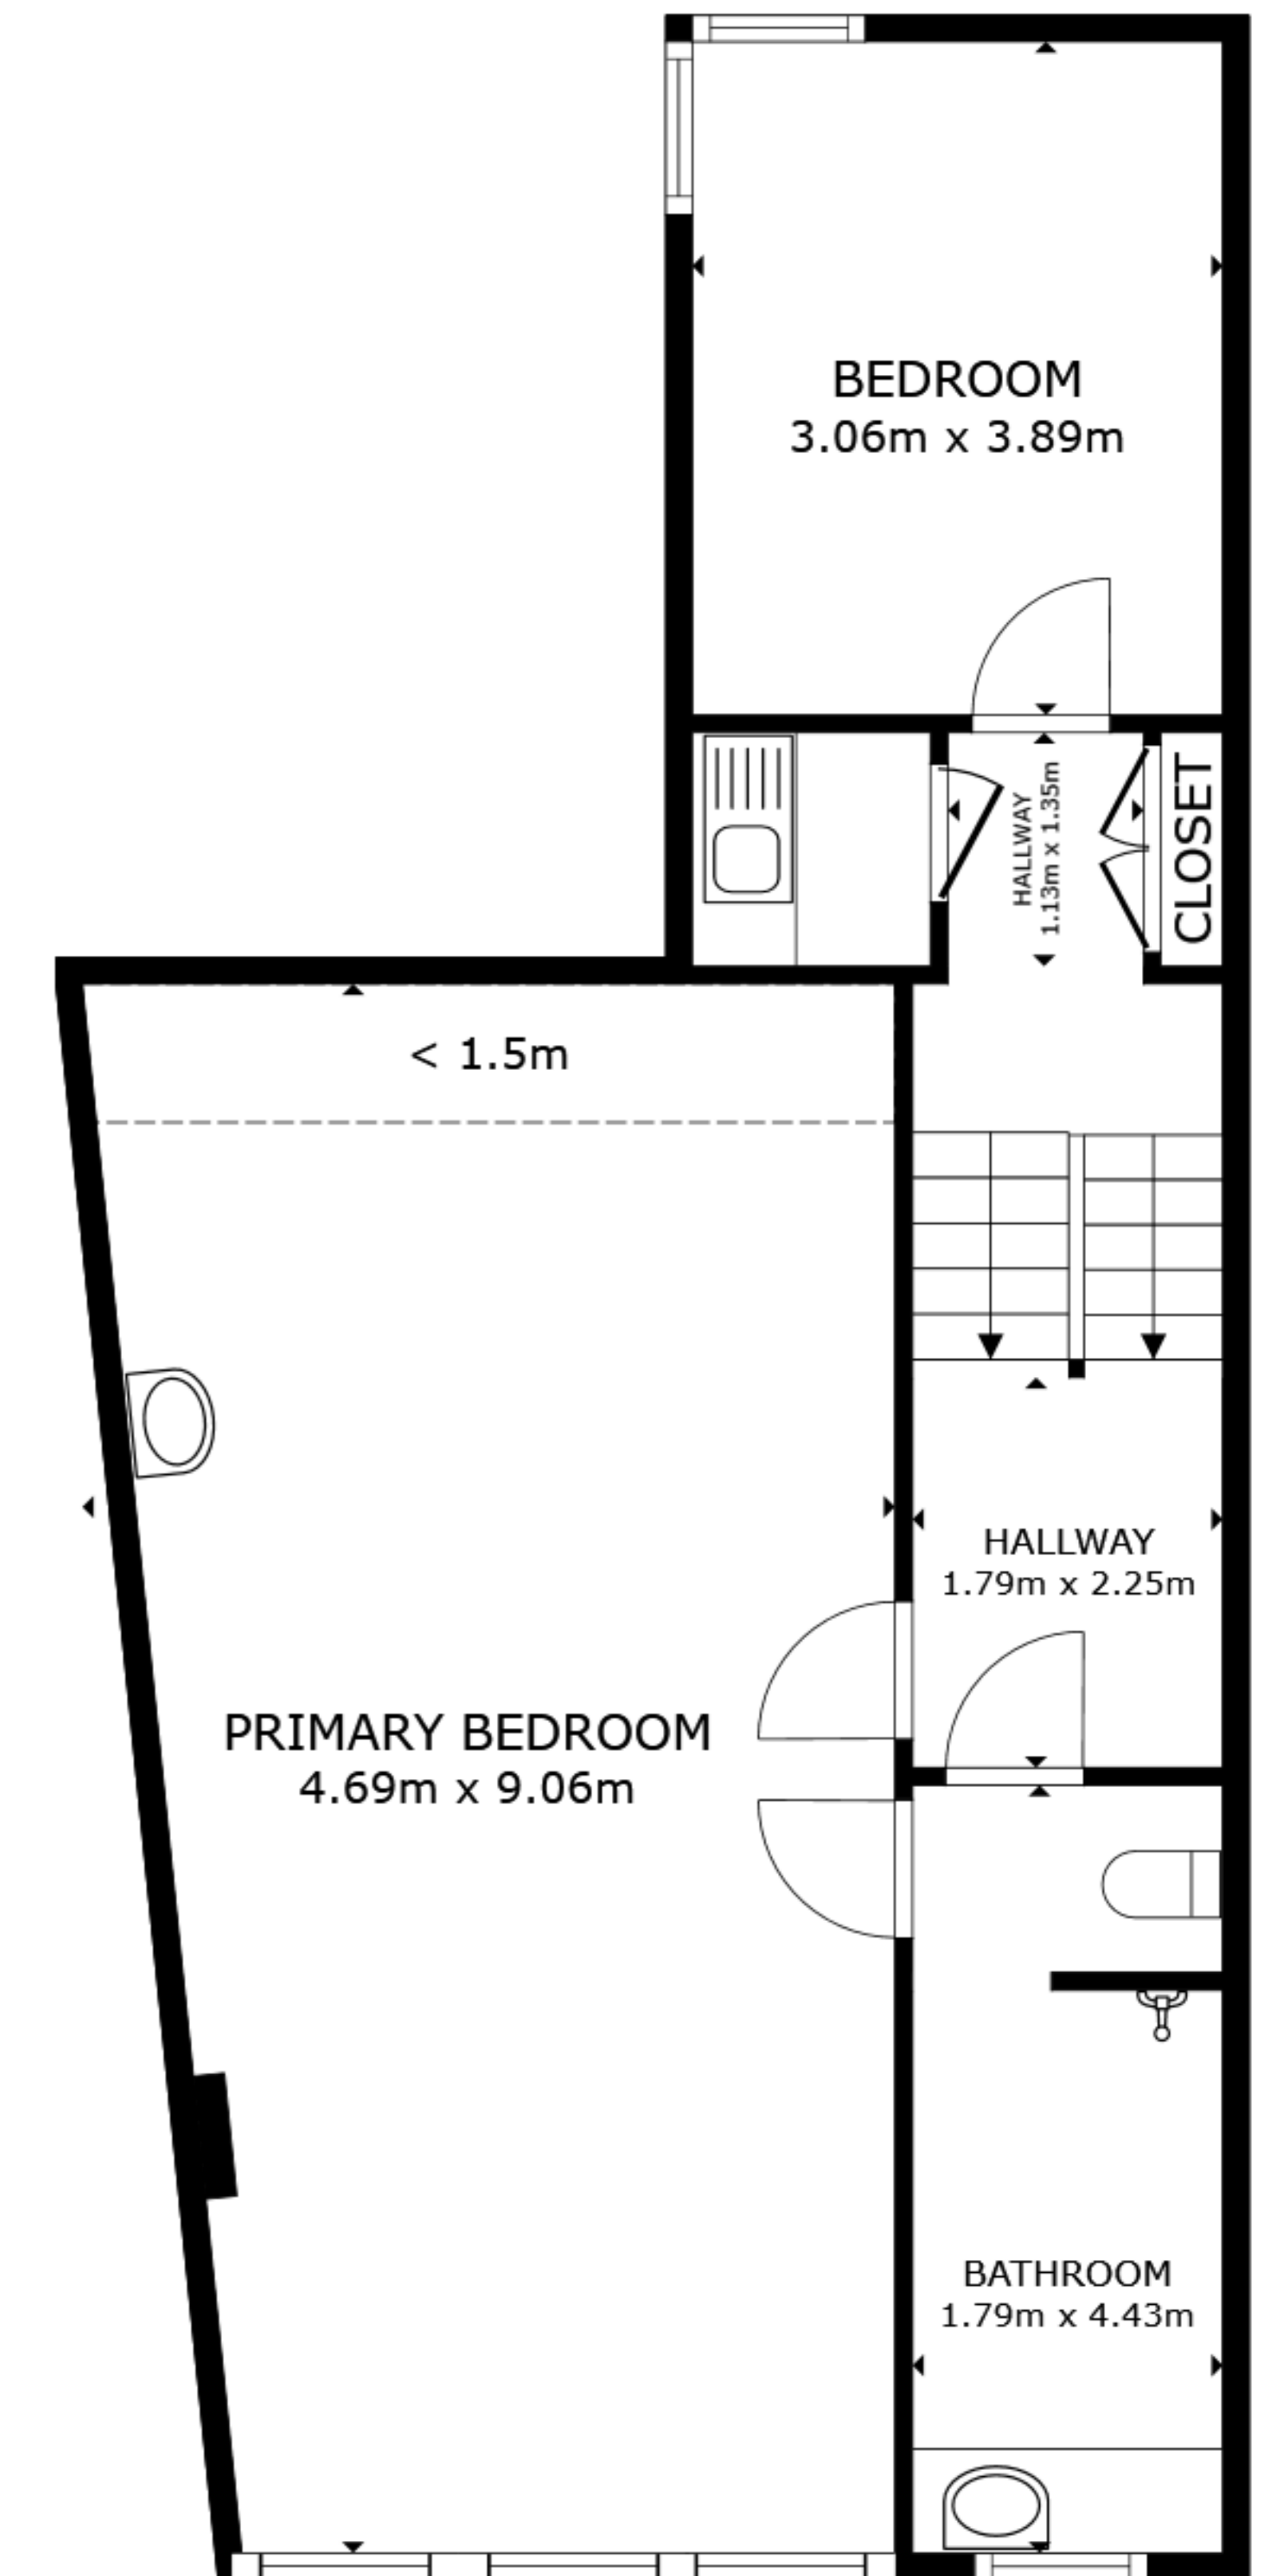 BEDROOM
3.06m x 3.89m
HALLWAY
1.13m x 1.35m
CLOSET
< 1.5m
HALLWAY
1.79m x 2.25m
PRIMARY BEDROOM
4.69m x 9.06m
BATHROOM
1.79m x 4.43m